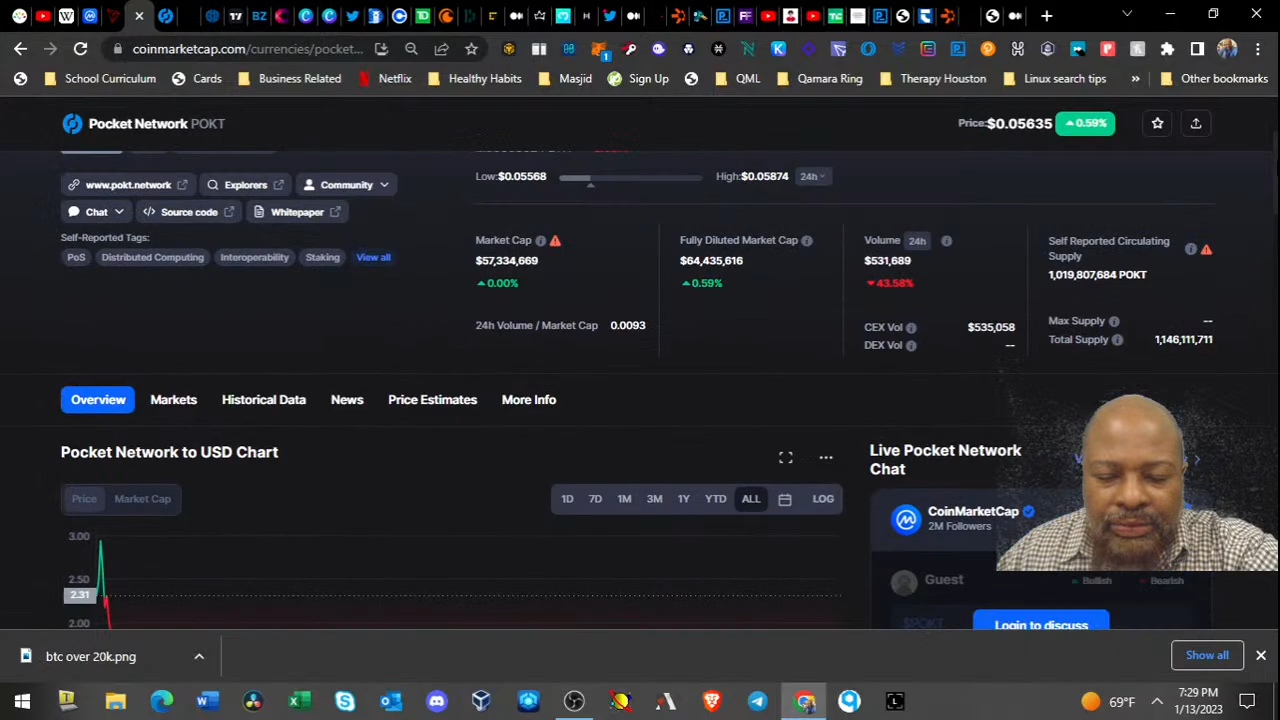 coinmarketcap.com/currencies/pocket...
School Curriculum
Cards
Business Related
Netflix
Healthy Habits
Masjid
Sign Up
QML
Qamara Ring
Therapy Houston
Linux search tips
»
Other bookmarks
Pocket Network POKT
Price:$0.05635
0.59%
Low:$0.05568
High:$0.05874
24h
www.pokt.network
Explorers
Community
Chat
Source code
Whitepaper
Self-Reported Tags:
PoS
Distributed Computing
Interoperability
Staking
View all
Market Cap
$57,334,669
0.00%
24h Volume / Market Cap 0.0093
Fully Diluted Market Cap
$64,435,616
0.59%
Volume 24h
$531,689
43.58%
CEX Vol $535,058
DEX Vol --
Self Reported Circulating
Supply
1,019,807,684 POKT
Max Supply --
Total Supply 1,146,111,711
Overview
Markets
Historical Data
News
Price Estimates
More Info
Pocket Network to USD Chart
Price
Market Cap
1D
7D
1M
3M
1Y
YTD
ALL
LOG
3.00
2.50
2.31
2.00
Live Pocket Network
Chat
CoinMarketCap
2M Followers
Guest
Bullish
Bearish
$POKT
Login to discuss
btc over 20k.png
Show all
69°F
7:29 PM
1/13/2023